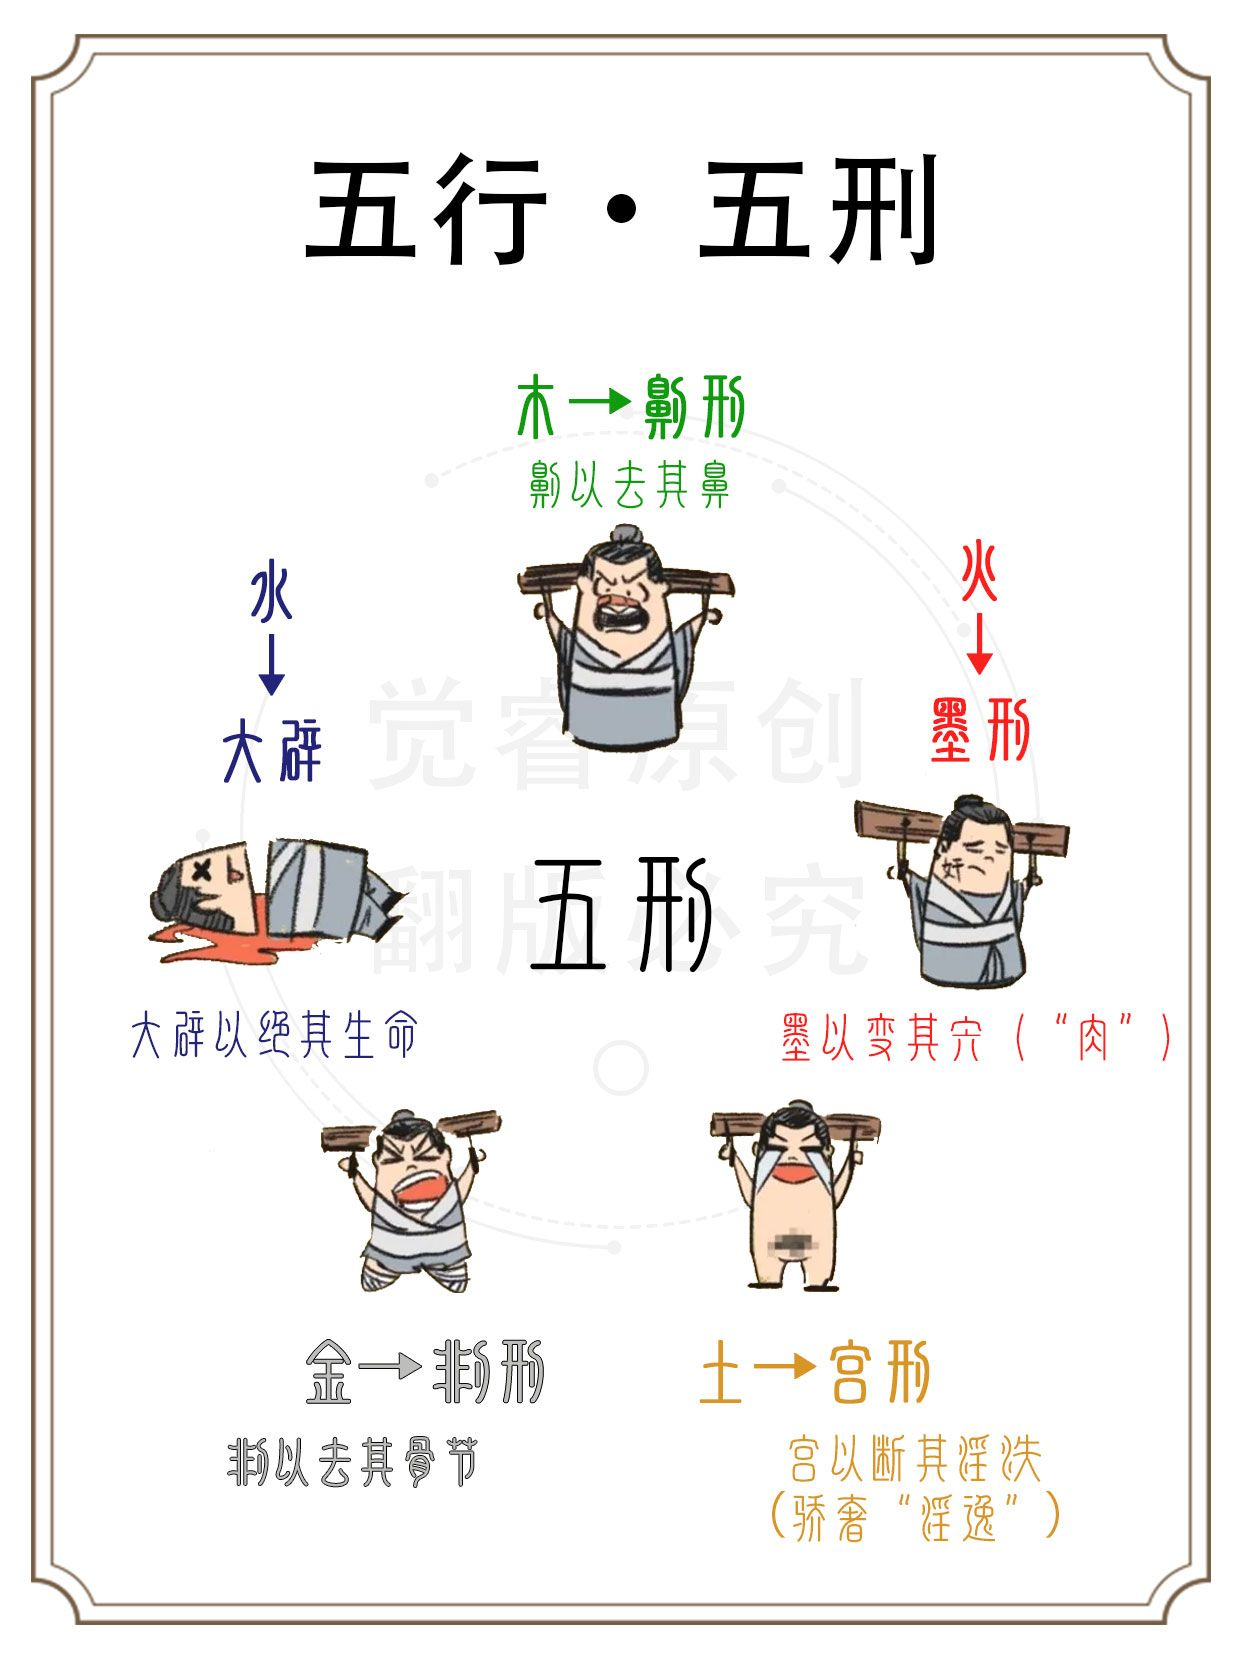 五行·五刑
木→劓刑
劓以去其鼻
水
↓
大辟
火
↓
墨刑
觉睿原创
翻版必究
五刑
奸
大辟以绝其生命
墨以变其宍（“肉”）
金→剕刑
剕以去其骨节
土→宫刑
宫以断其淫泆
（骄奢“淫逸”）